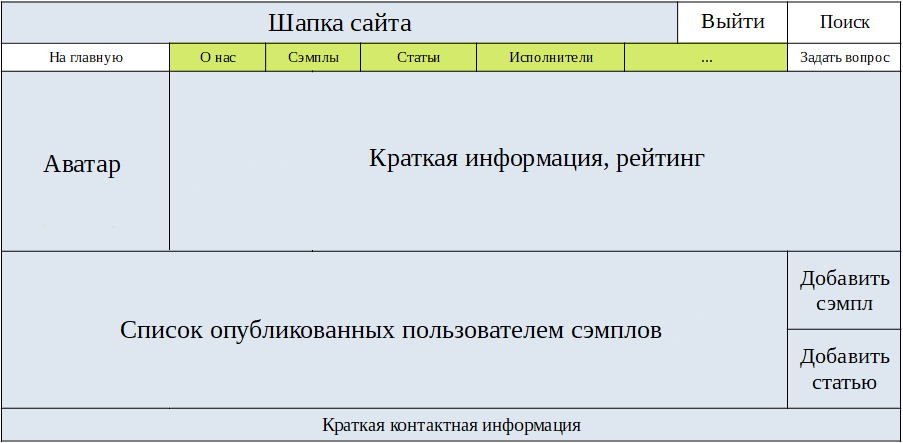 Шапка сайта
Выйти
Поиск
На главную
О нас
Сэмплы
Статьи
Исполнители
...
Задать вопрос
Аватар
Краткая информация, рейтинг
Список опубликованных пользователем сэмплов
Добавить
сэмпл
Добавить
статью
Краткая контактная информация